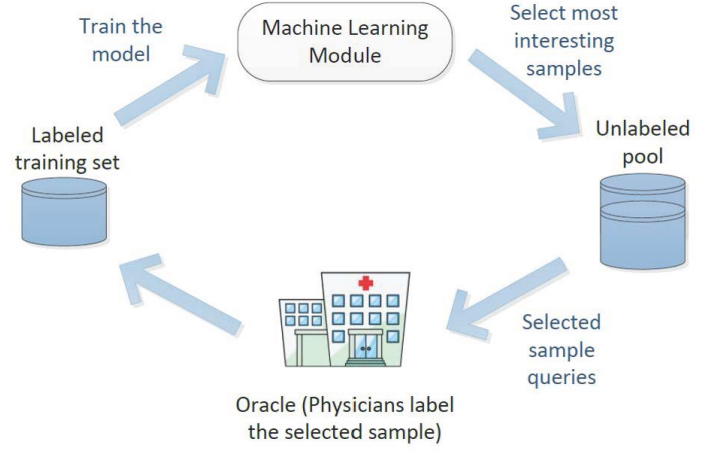 Train the
model
Machine Learning
Module
Select most
interesting
samples
Labeled
training set
Unlabeled
pool
Selected
sample
queries
Oracle (Physicians label
the selected sample)